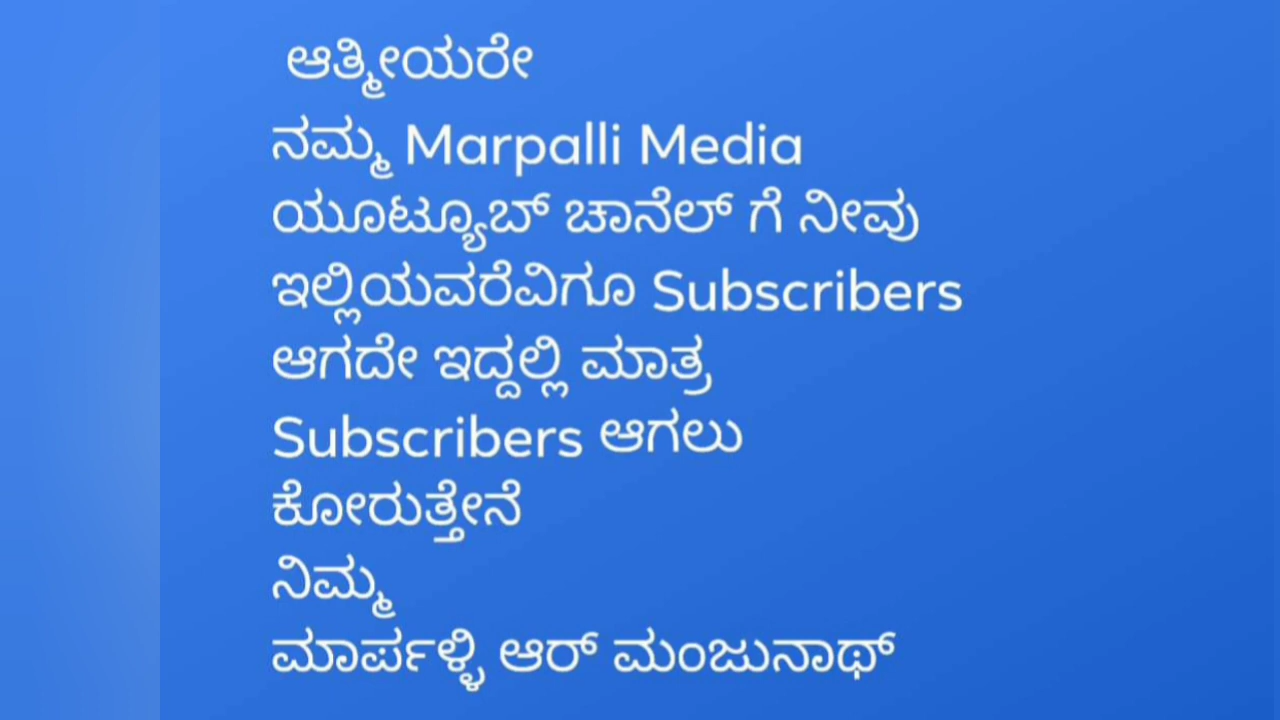 ಆತ್ಮೀಯರೇ
ನಮ್ಮ Marpalli Media
ಯೂಟ್ಯೂಬ್ ಚಾನೆಲ್ ಗೆ ನೀವು
ಇಲ್ಲಿಯವರೆವಿಗೂ Subscribers
ಆಗದೇ ಇದ್ದಲ್ಲಿ ಮಾತ್ರ
Subscribers ಆಗಲು
ಕೋರುತ್ತೇನೆ
ನಿಮ್ಮ
ಮಾರ್ಪಳ್ಳಿ ಆರ್ ಮಂಜುನಾಥ್